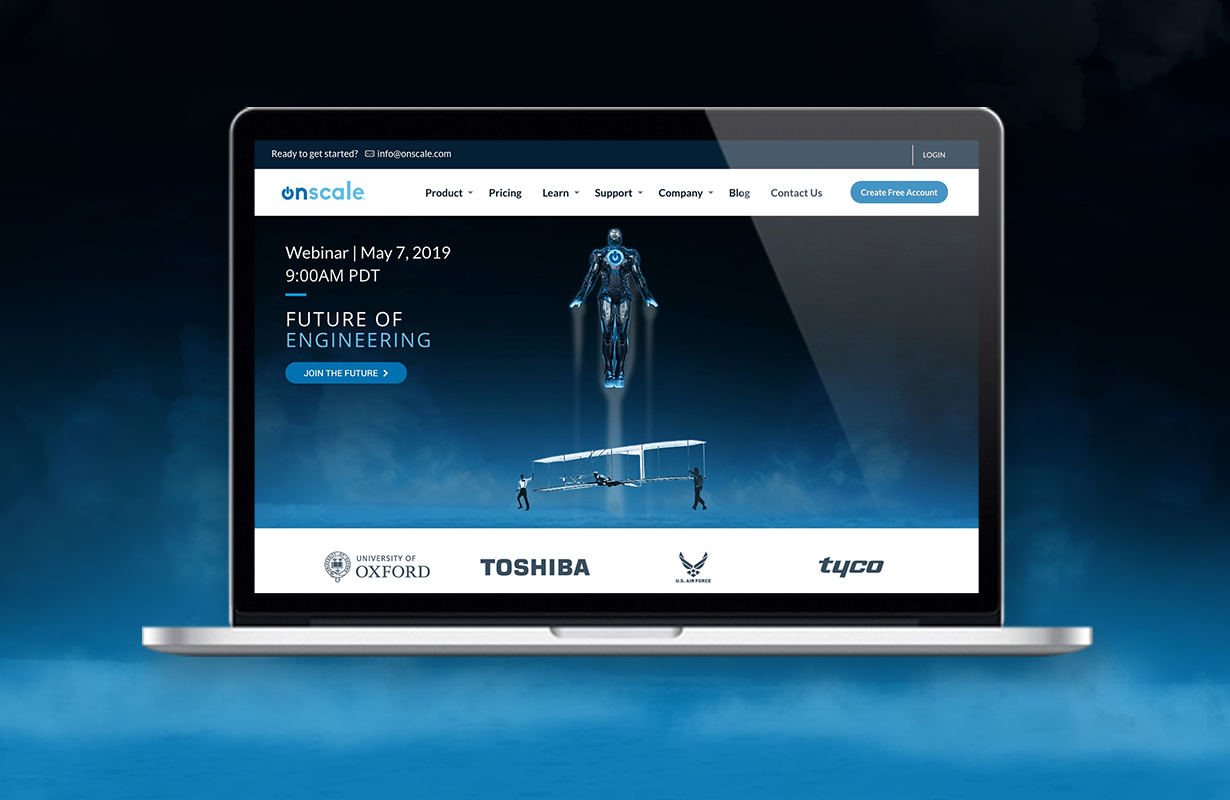 Ready to get started? info@onscale.com
LOGIN
onscale
Product Pricing Learn Support Company Blog Contact Us Create Free Account
Webinar | May 7, 2019
9:00AM PDT
FUTURE OF
ENGINEERING
JOIN THE FUTURE
UNIVERSITY OF
OXFORD
TOSHIBA
U.S. AIR FORCE
tyco